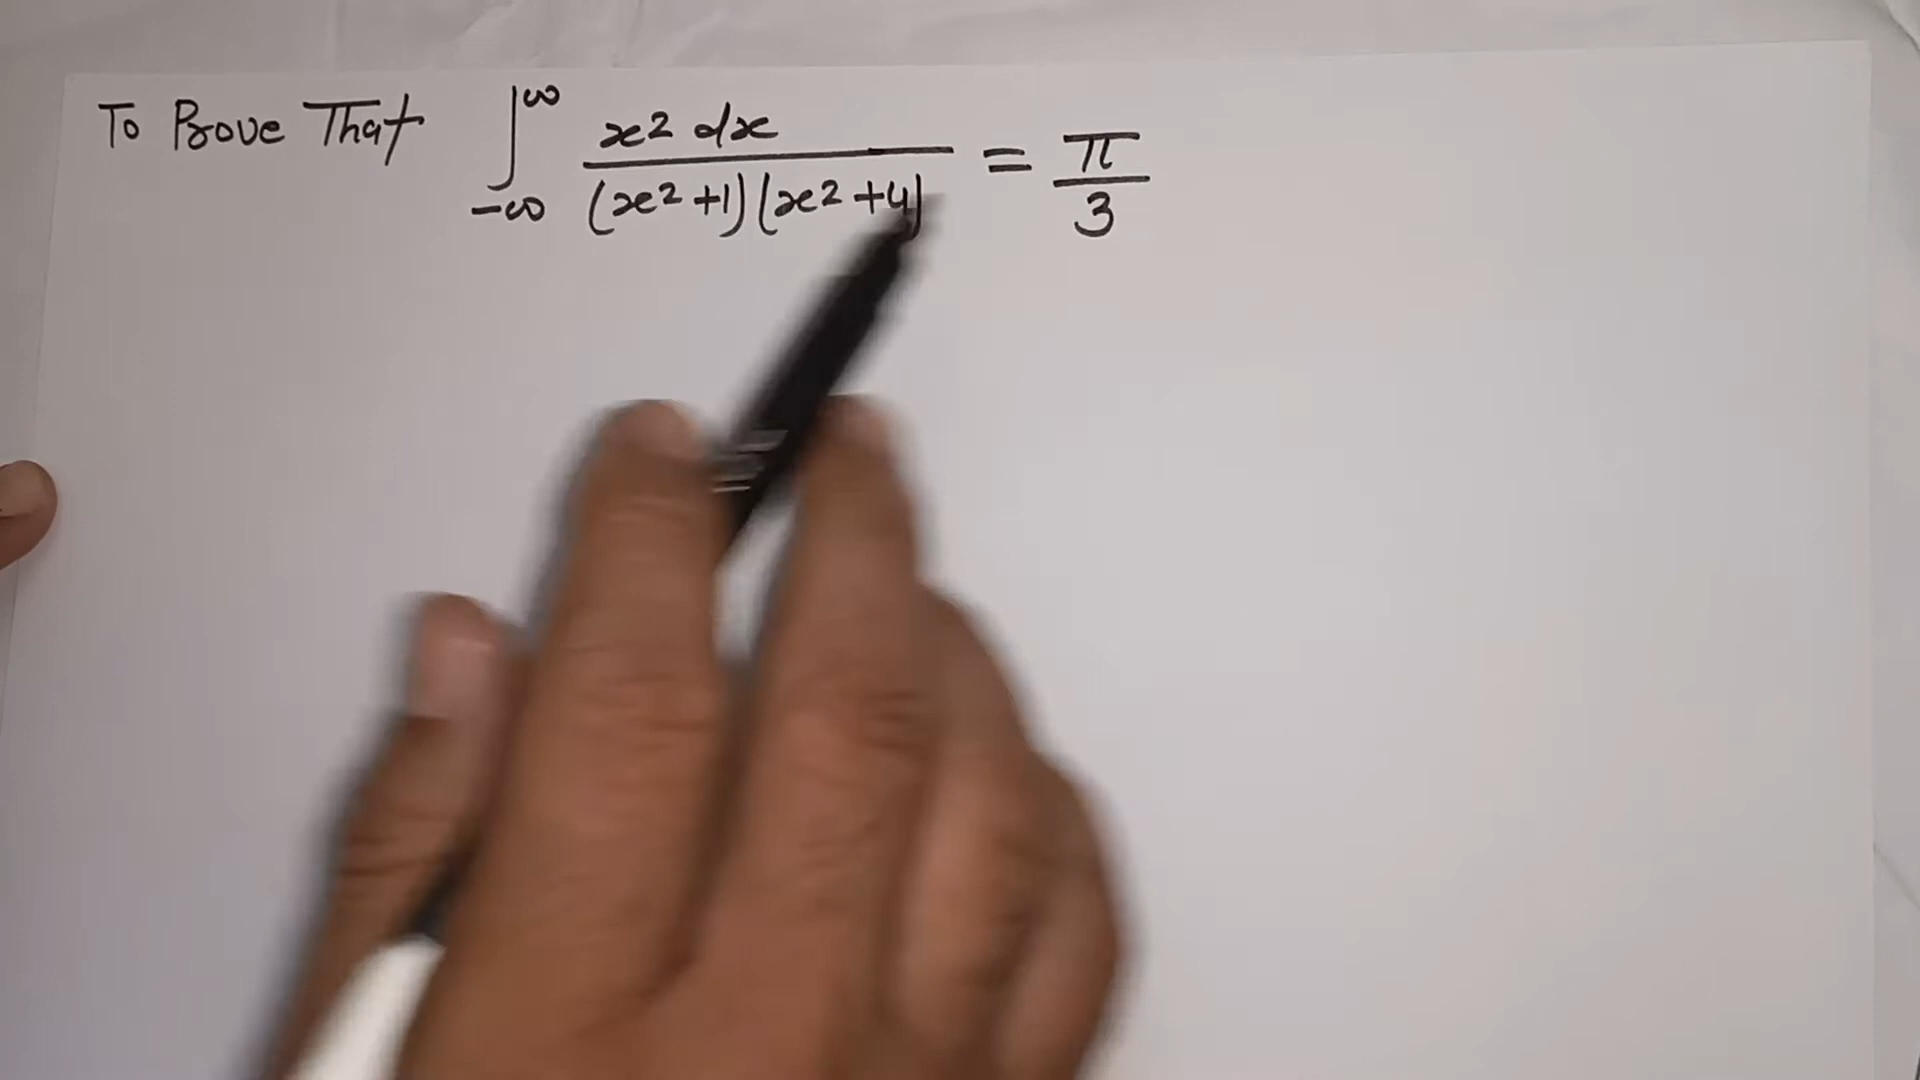 To Prove That ∫_{-∞}^{∞} x² dx / (x²+1)(x²+4) = π/3